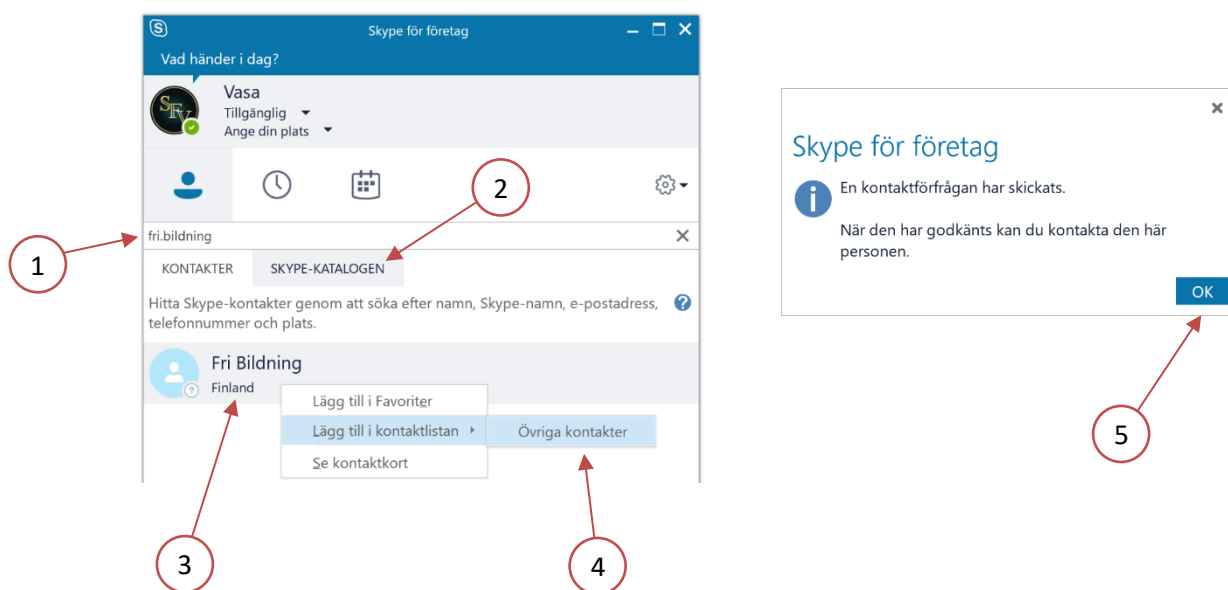 Skype för företag
Vad händer i dag?
SFV
Vasa
Tillgänglig
Ange din plats
2
fri.bildning
1
KONTAKTER SKYPE-KATALOGEN
Hitta Skype-kontakter genom att söka efter namn, Skype-namn, e-postadress,
telefonnummer och plats.
Fri Bildning
Finland
Lägg till i Favoriter
Lägg till i kontaktlistan Övriga kontakter
Se kontaktkort
3
4
Skype för företag
En kontaktförfrågan har skickats.
När den har godkänts kan du kontakta den här
personen.
OK
5